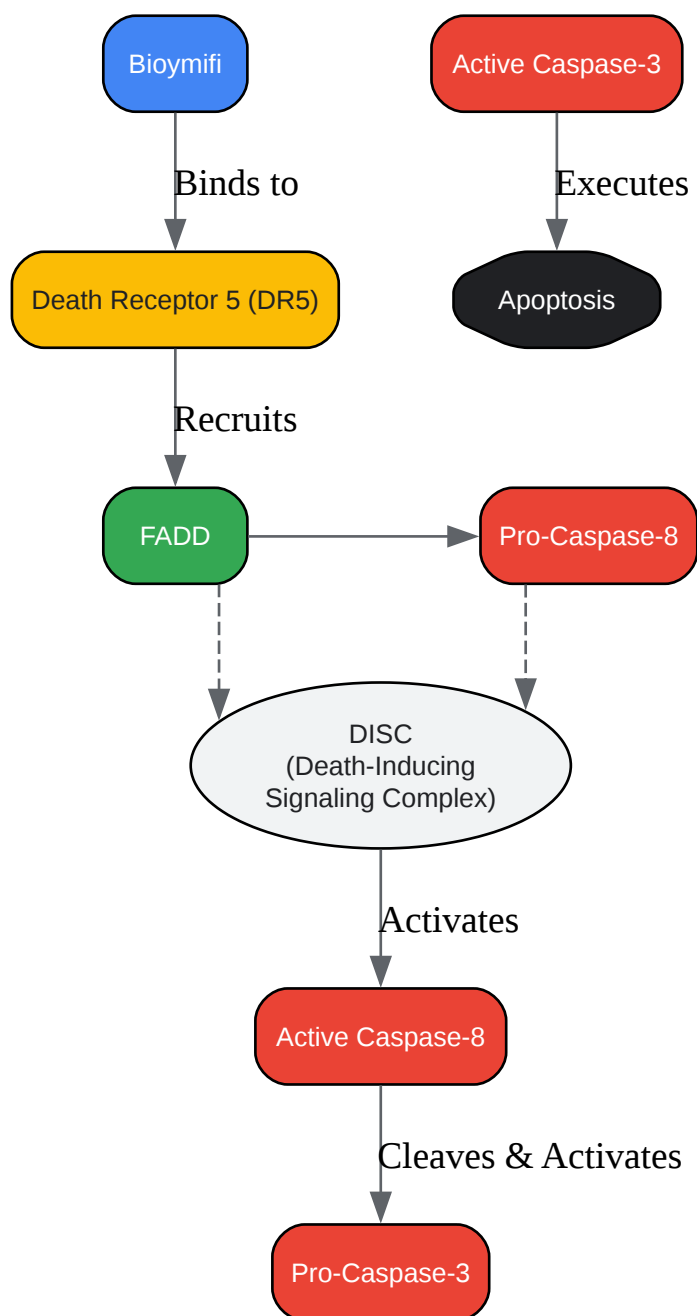 Bioymifi
Active Caspase-3
Binds to
Executes
Death Receptor 5 (DR5)
Apoptosis
Recruits
FADD
Pro-Caspase-8
DISC
(Death-Inducing
Signaling Complex)
Activates
Active Caspase-8
Cleaves & Activates
Pro-Caspase-3